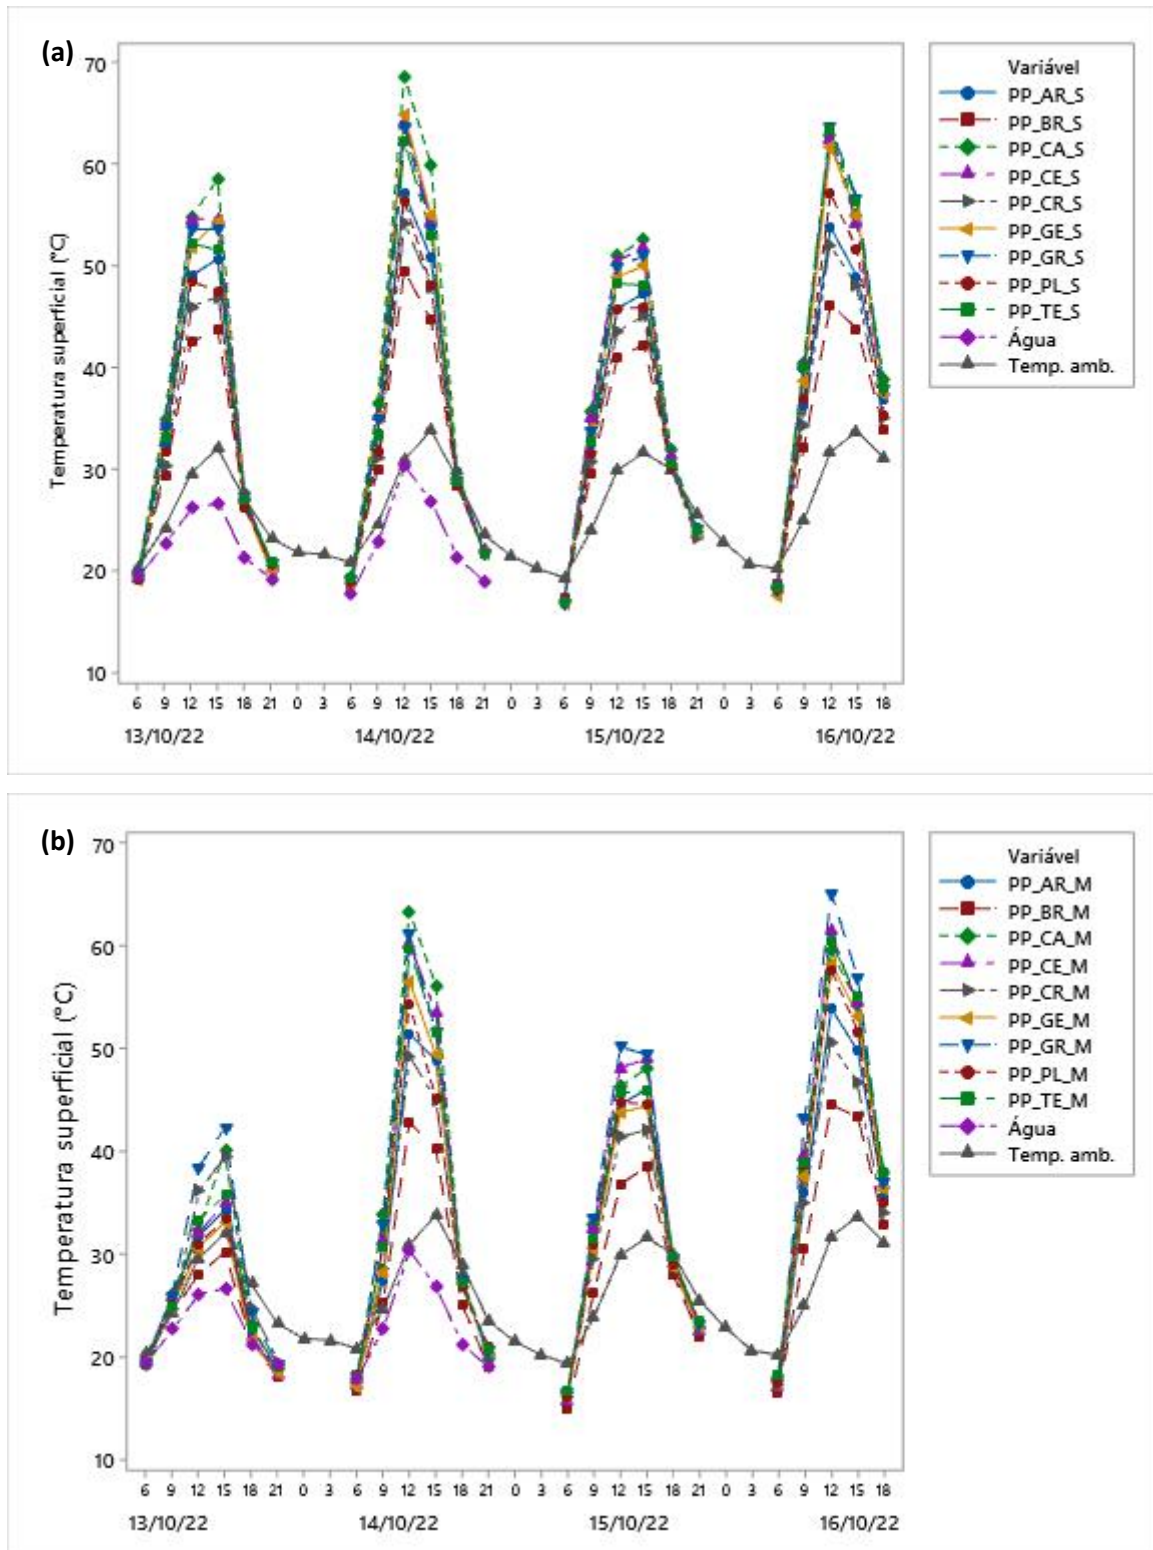 (a)
Temperatura superficial (°C)
70
60
50
40
30
20
10
6 9 12 15 18 21 0 3 6 9 12 15 18 21 0 3 6 9 12 15 18 21 0 3 6 9 12 15 18
13/10/22 14/10/22 15/10/22 16/10/22
Variável
PP_AR_S
PP_BR_S
PP_CA_S
PP_CE_S
PP_CR_S
PP_GE_S
PP_GR_S
PP_PL_S
PP_TE_S
Água
Temp. amb.
(b)
Temperatura superficial (°C)
70
60
50
40
30
20
10
6 9 12 15 18 21 0 3 6 9 12 15 18 21 0 3 6 9 12 15 18 21 0 3 6 9 12 15 18
13/10/22 14/10/22 15/10/22 16/10/22
Variável
PP_AR_M
PP_BR_M
PP_CA_M
PP_CE_M
PP_CR_M
PP_GE_M
PP_GR_M
PP_PL_M
PP_TE_M
Água
Temp. amb.